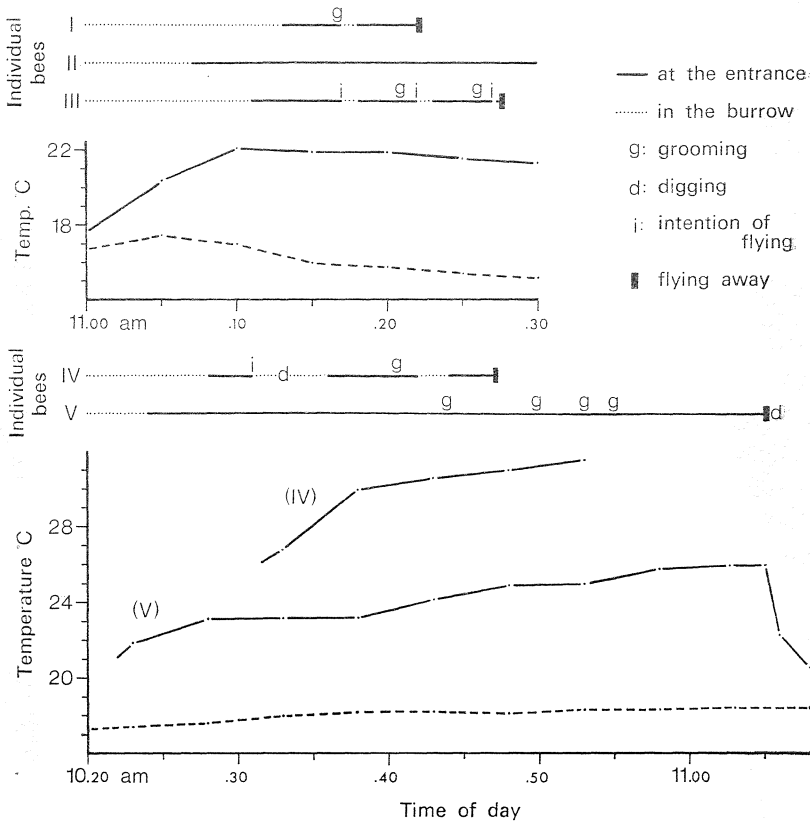 Individual bees
I g
II
III i g i g i
at the entrance
in the burrow
g: grooming
d: digging
i: intention of
flying
flying away
Temp. °C
22
18
11.00 am .10 .20 .30
Individual bees
IV i d g
V g g g g d
Temperature °C
28
24
20
(IV)
(V)
10.20 am .30 .40 .50 11.00
Time of day